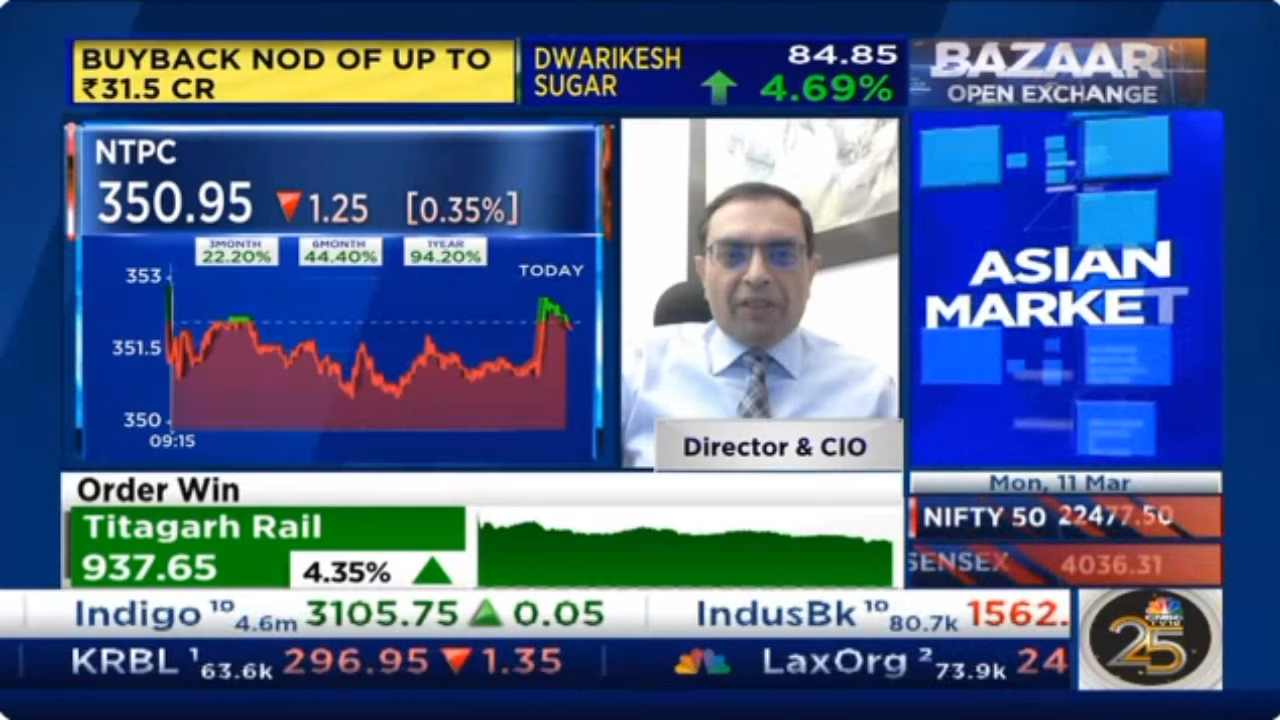 BUYBACK NOD OF UP TO
₹31.5 CR
DWARIKESH
SUGAR
84.85
4.69%
BAZAAR
OPEN EXCHANGE
NTPC
350.95 ▼ 1.25 [0.35%]
3MONTH
22.20%
6MONTH
44.40%
1YEAR
94.20%
TODAY
353
351.5
350
09:15
Director & CIO
ASIAN
MARKET
Mon, 11 Mar
NIFTY 50 22477.50
SENSEX 4036.31
Order Win
Titagarh Rail
937.65
4.35%
Indigo 10 4.6m 3105.75 ▲ 0.05
IndusBk 10 80.7k 1562.
KRBL 1 63.6k 296.95 ▼ 1.35
LaxOrg 2 73.9k 24
25